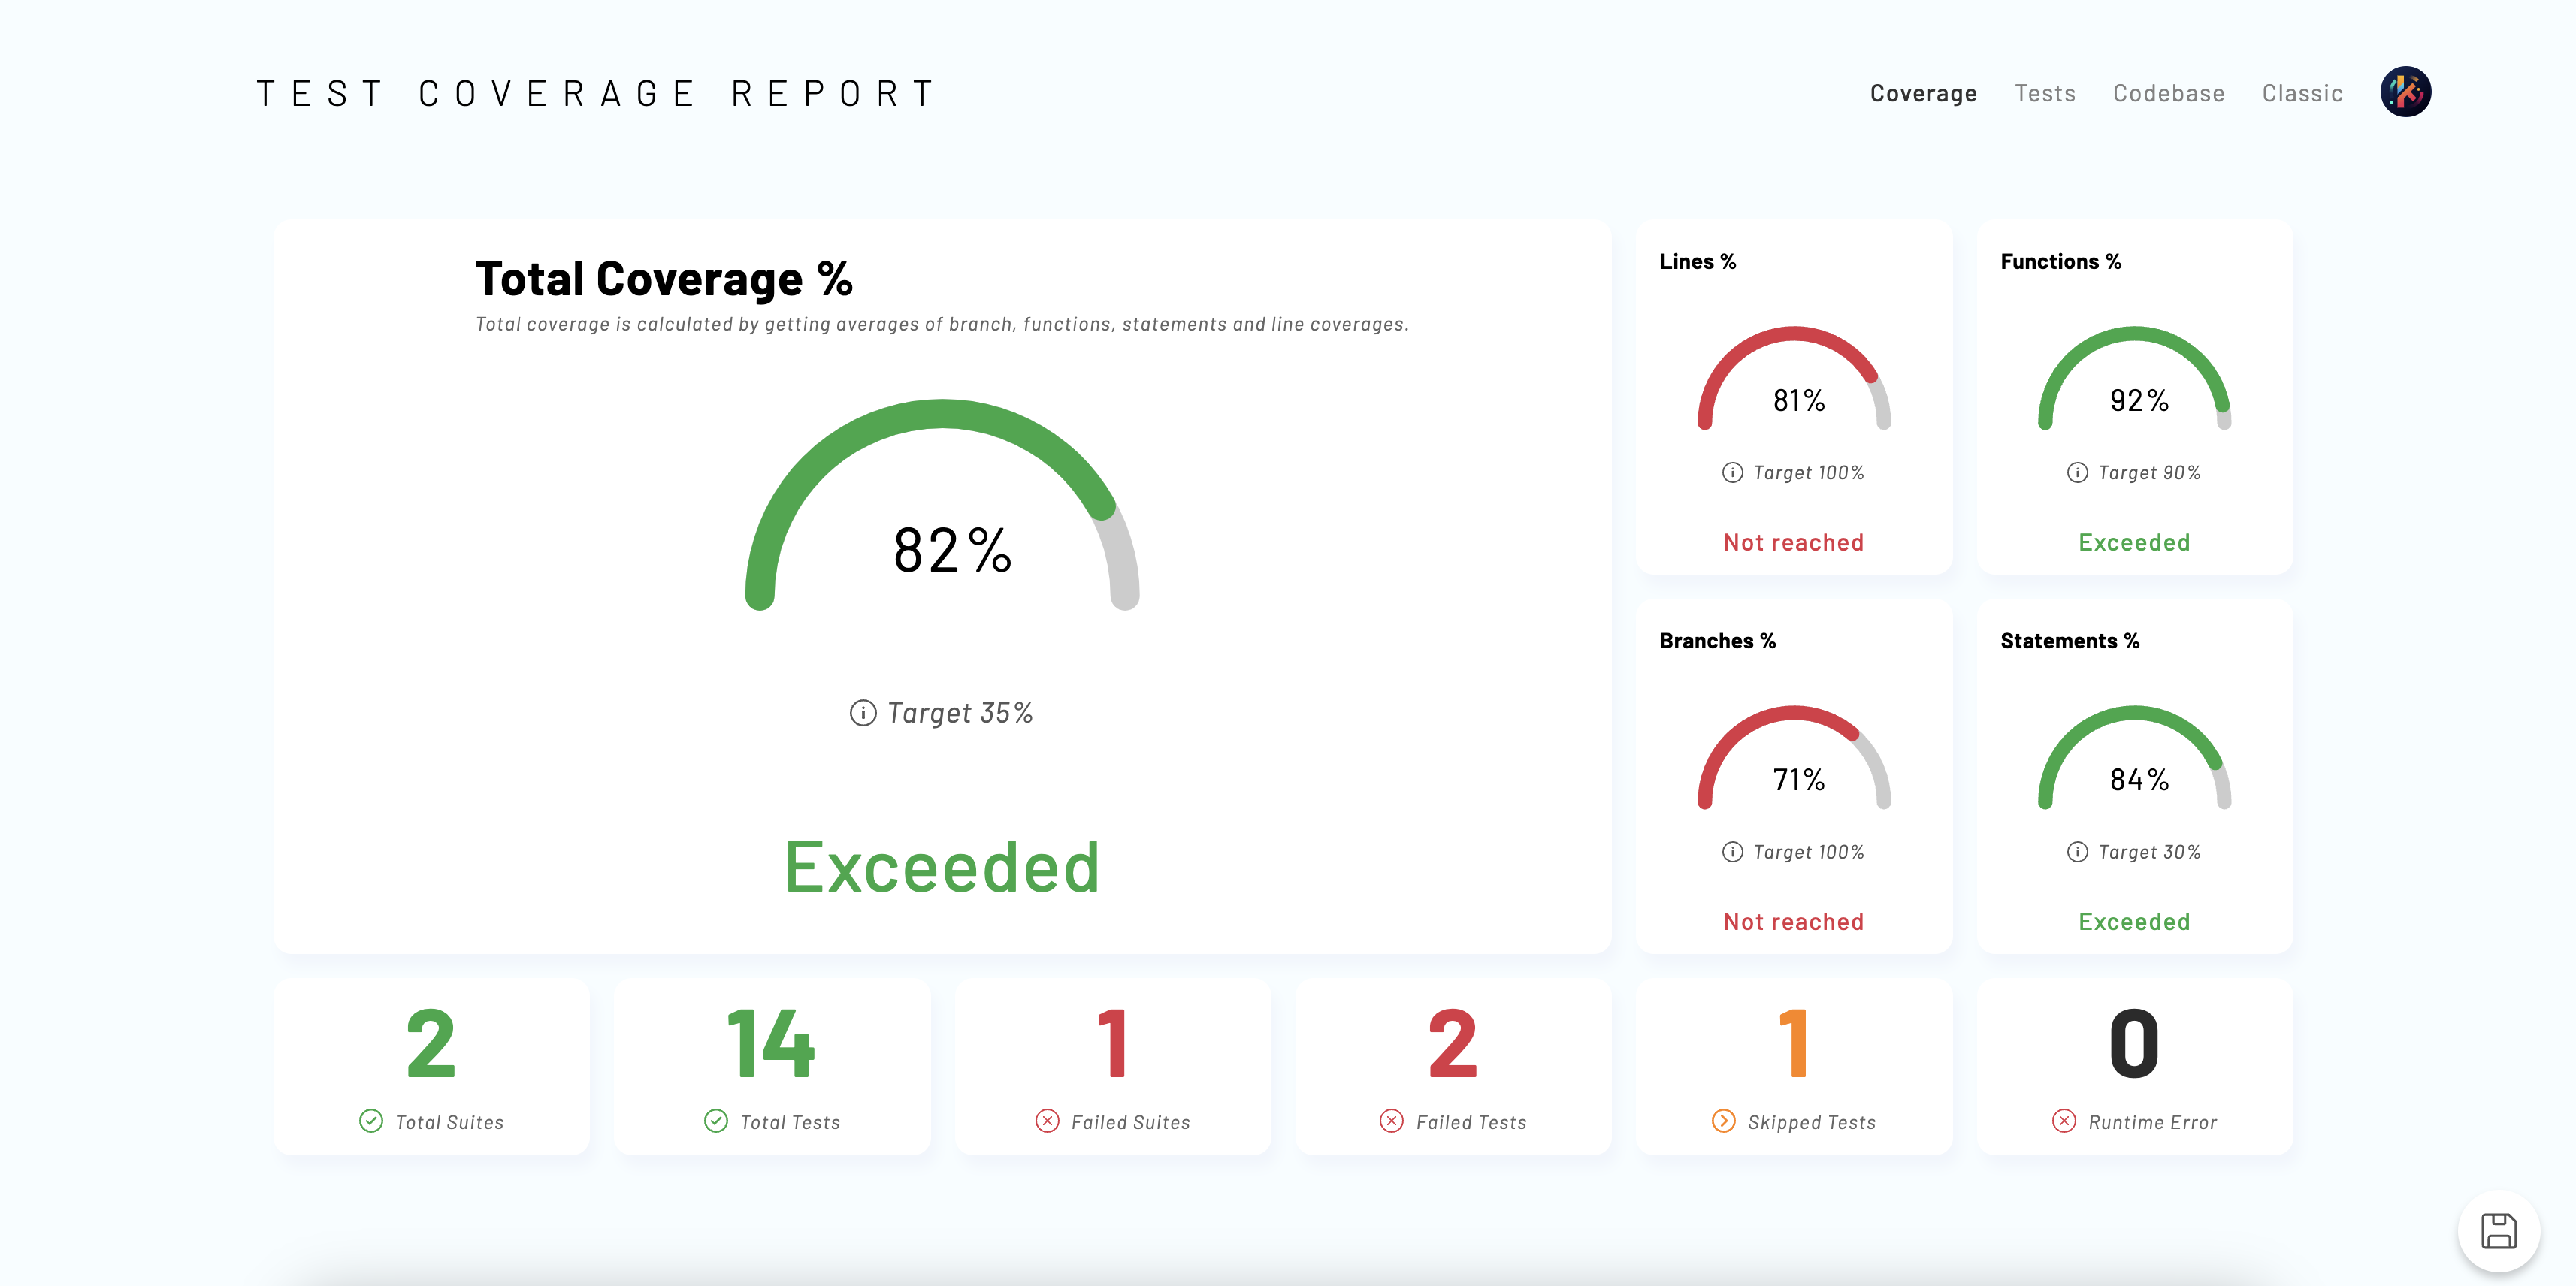 TEST COVERAGE REPORT
Coverage Tests Codebase Classic
Total Coverage %
Total coverage is calculated by getting averages of branch, functions, statements and line coverages.
82%
Target 35%
Exceeded
Lines %
81%
Target 100%
Not reached
Functions %
92%
Target 90%
Exceeded
Branches %
71%
Target 100%
Not reached
Statements %
84%
Target 30%
Exceeded
2
Total Suites
14
Total Tests
1
Failed Suites
2
Failed Tests
1
Skipped Tests
0
Runtime Error